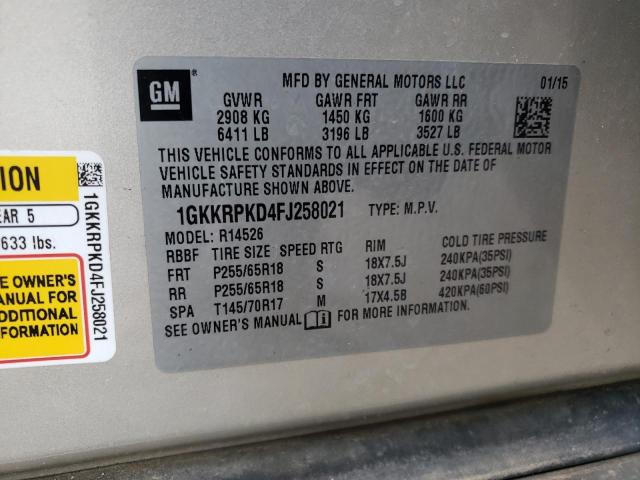 GM
MFD BY GENERAL MOTORS LLC 01/15
GVWR GAWR FRT GAWR RR
2908 KG 1450 KG 1600 KG
6411 LB 3196 LB 3527 LB
THIS VEHICLE CONFORMS TO ALL APPLICABLE U.S. FEDERAL MOTOR
VEHICLE SAFETY STANDARDS IN EFFECT ON THE DATE OF
MANUFACTURE SHOWN ABOVE.
1GKKRPKD4FJ258021 TYPE: M.P.V.
MODEL: R14526
RBBF TIRE SIZE SPEED RTG RIM COLD TIRE PRESSURE
FRT P255/65R18 S 18X7.5J 240KPA(35PSI)
RR P255/65R18 S 18X7.5J 240KPA(35PSI)
SPA T145/70R17 M 17X4.5B 420KPA(60PSI)
SEE OWNER'S MANUAL FOR MORE INFORMATION.
TION
EAR 5
633 lbs.
E OWNER'S
ANUAL FOR
ADDITIONAL
1GKKRPKD4FJ258021